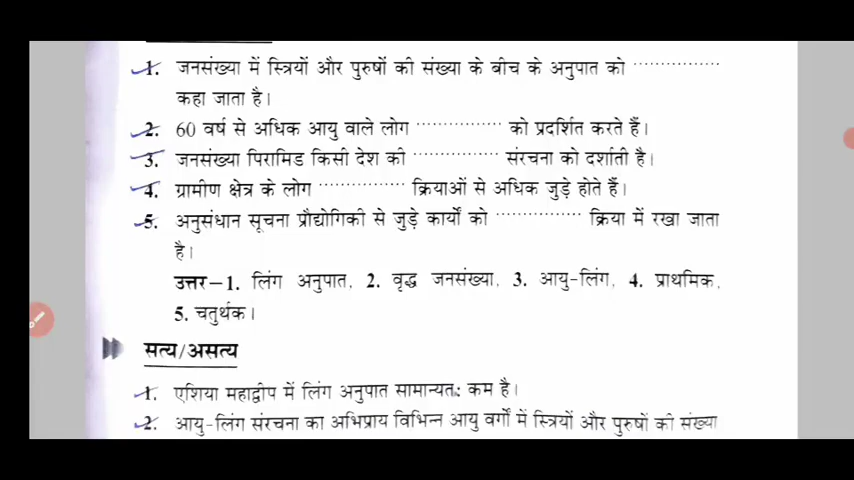 1. जनसंख्या में स्त्रियों और पुरुषों की संख्या के बीच के अनुपात को ...............
कहा जाता है।
2. 60 वर्ष से अधिक आयु वाले लोग ............... को प्रदर्शित करते हैं।
3. जनसंख्या पिरामिड किसी देश की ............... संरचना को दर्शाती है।
4. ग्रामीण क्षेत्र के लोग ............... क्रियाओं से अधिक जुड़े होते हैं।
5. अनुसंधान सूचना प्रौद्योगिकी से जुड़े कार्यों को ............... क्रिया में रखा जाता
है।
उत्तर–1. लिंग अनुपात, 2. वृद्ध जनसंख्या, 3. आयु-लिंग, 4. प्राथमिक,
5. चतुर्थक।
सत्य/असत्य
1. एशिया महाद्वीप में लिंग अनुपात सामान्यत: कम है।
2. आयु-लिंग संरचना का अभिप्राय विभिन्न आयु वर्गों में स्त्रियों और पुरुषों की संख्या